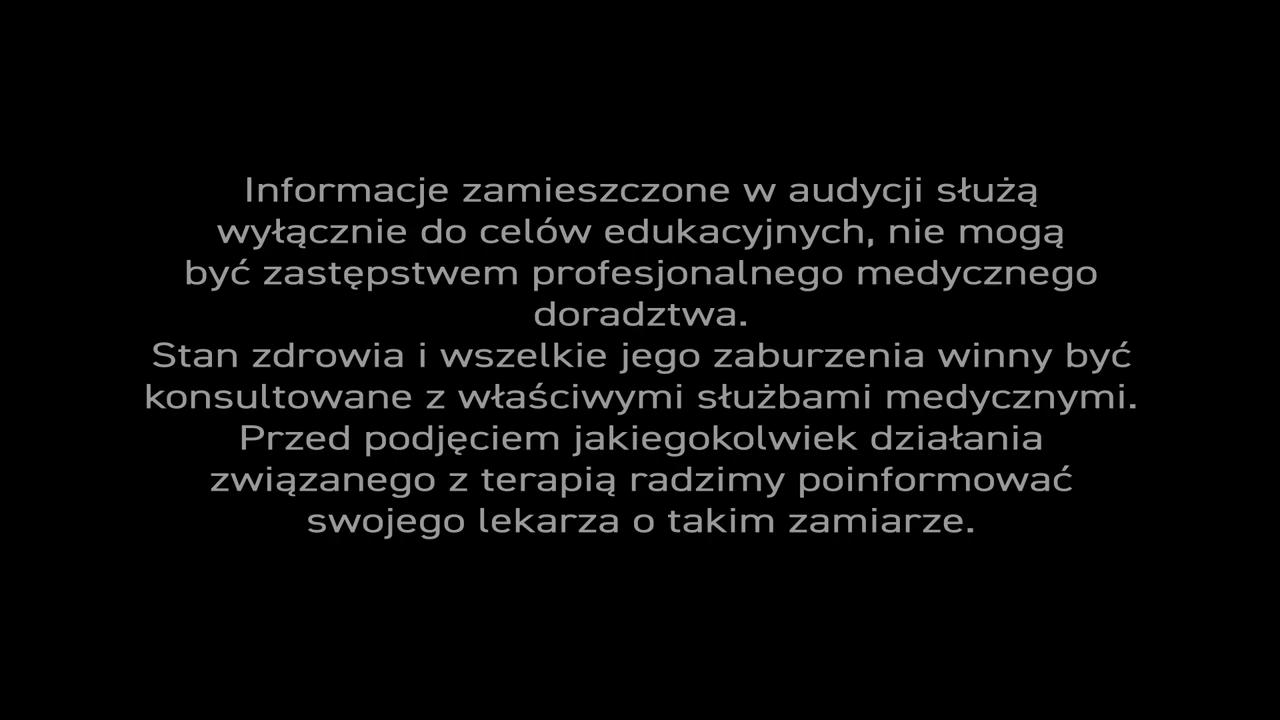 Informacje zamieszczone w audycji służą
wyłącznie do celów edukacyjnych, nie mogą
być zastępstwem profesjonalnego medycznego
doradztwa.
Stan zdrowia i wszelkie jego zaburzenia winny być
konsultowane z właściwymi służbami medycznymi.
Przed podjęciem jakiegokolwiek działania
związanego z terapią radzimy poinformować
swojego lekarza o takim zamiarze.